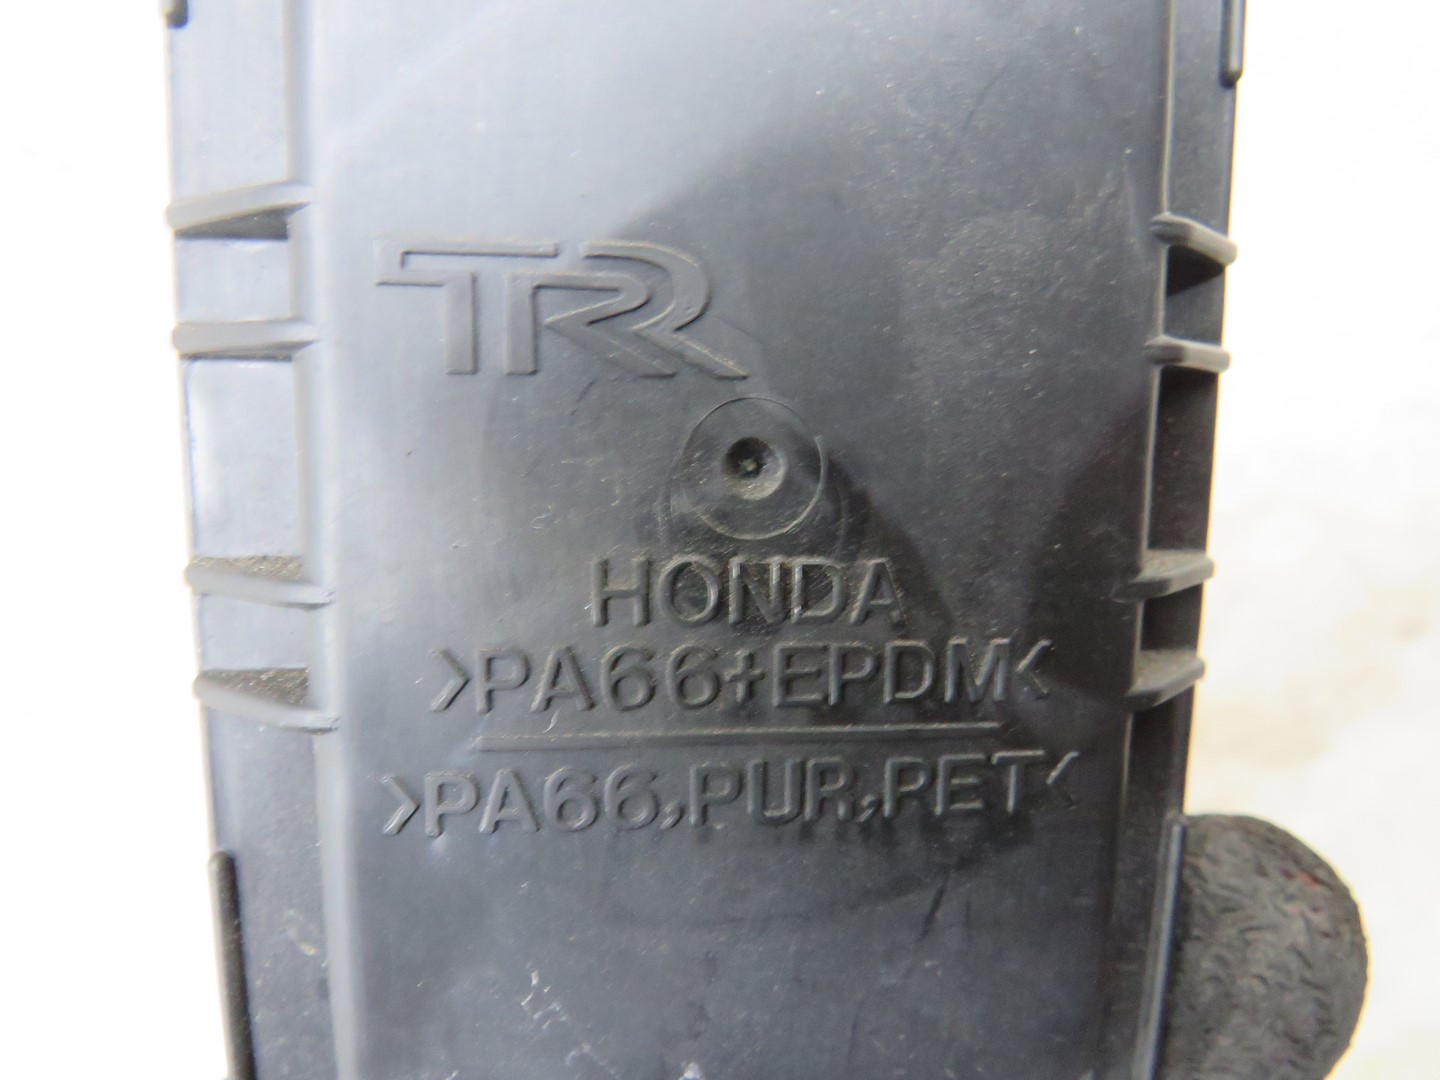 TR
HONDA
>PA66+EPDM<
>PA66,PUR,PET<